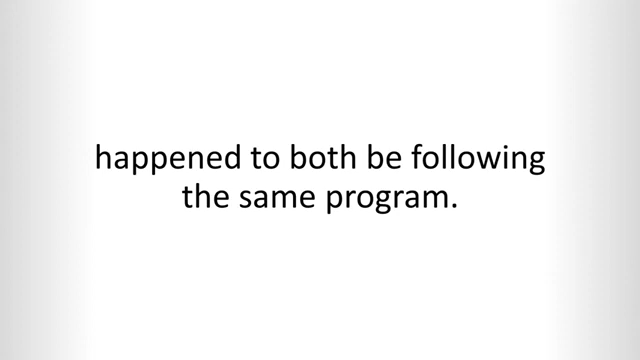 happened to both be following
the same program.